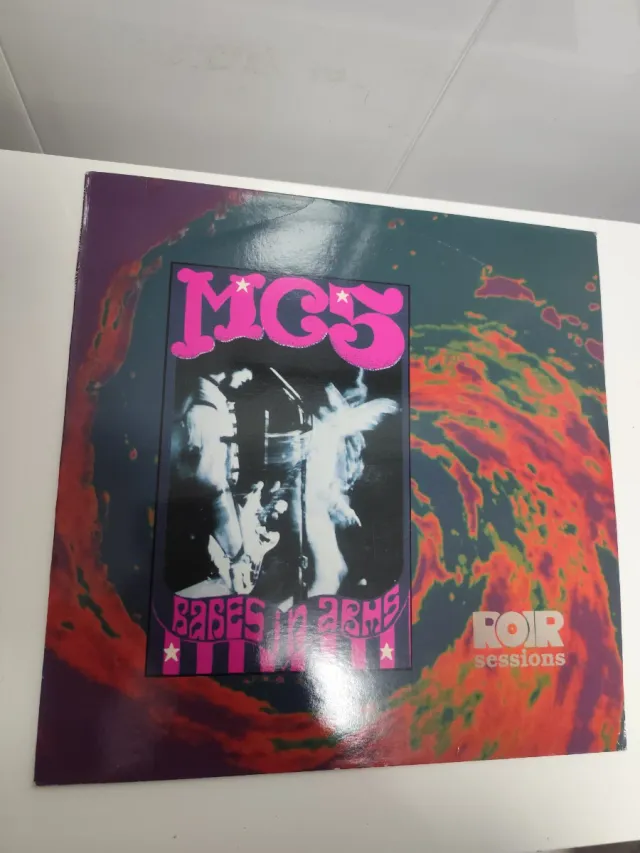 MC5
BABES in ARMS
ROIR
sessions